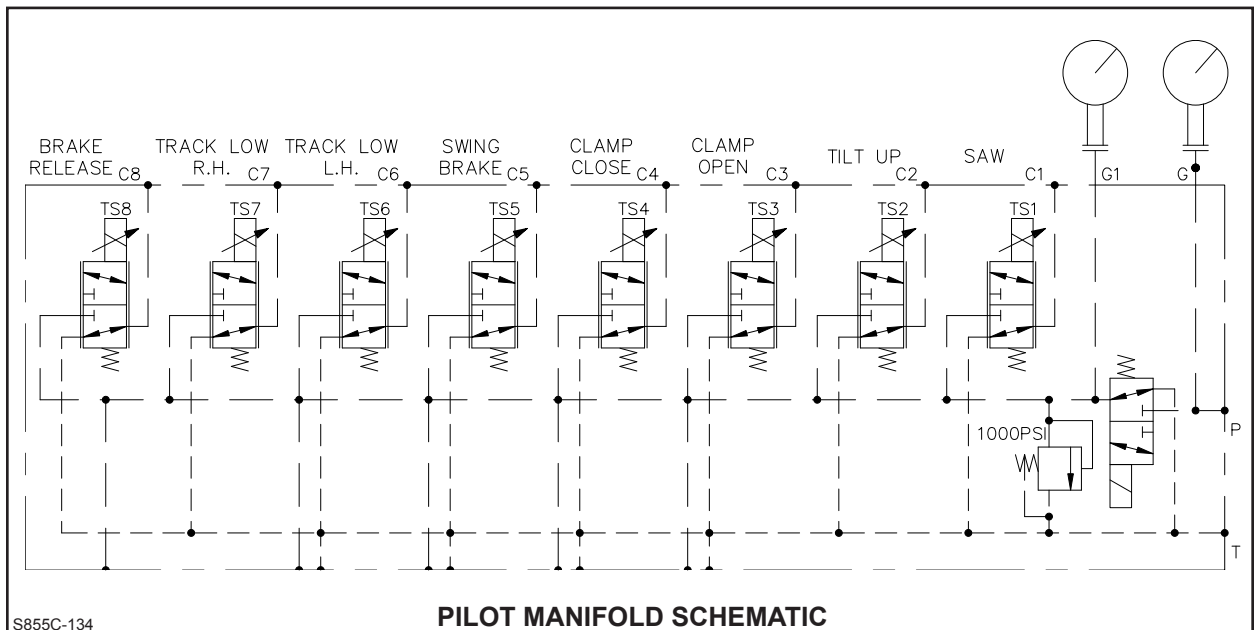 BRAKE RELEASE C8
TRACK LOW R.H. C7
TRACK LOW L.H. C6
SWING BRAKE C5
CLAMP CLOSE C4
CLAMP OPEN C3
TILT UP C2
SAW C1
G1
G
TS8
TS7
TS6
TS5
TS4
TS3
TS2
TS1
1000PSI
P
T
S855C-134
PILOT MANIFOLD SCHEMATIC